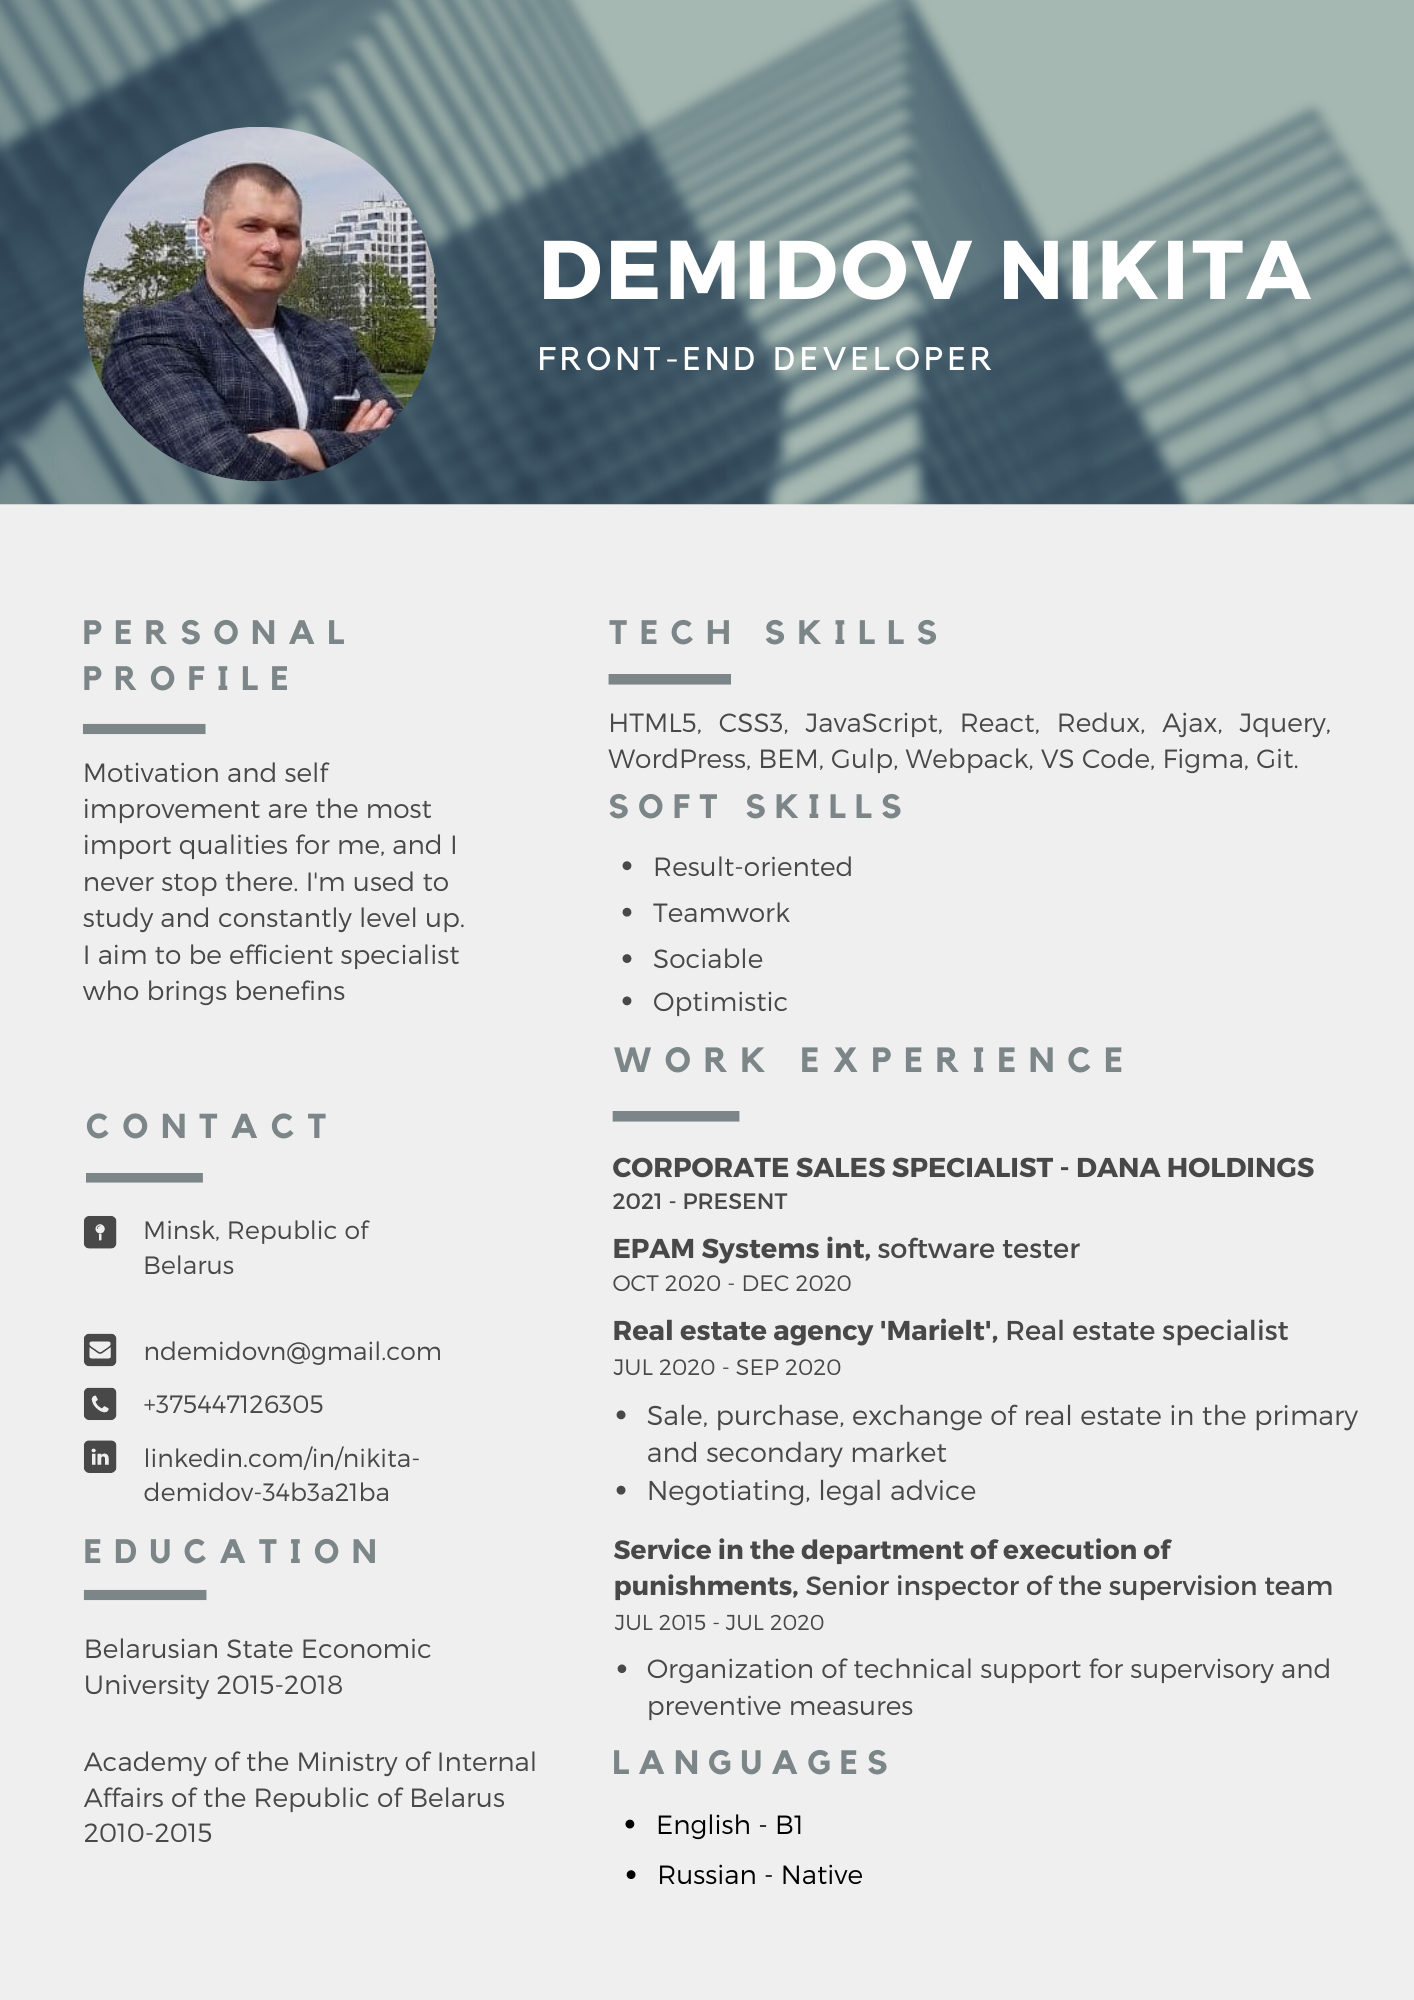 DEMIDOV NIKITA
FRONT-END DEVELOPER
PERSONAL
PROFILE
Motivation and self
improvement are the most
import qualities for me, and I
never stop there. I'm used to
study and constantly level up.
I aim to be efficient specialist
who brings benefins
CONTACT
Minsk, Republic of
Belarus
ndemidovn@gmail.com
+375447126305
linkedin.com/in/nikita-
demidov-34b3a21ba
EDUCATION
Belarusian State Economic
University 2015-2018
Academy of the Ministry of Internal
Affairs of the Republic of Belarus
2010-2015
TECH SKILLS
HTML5, CSS3, JavaScript, React, Redux, Ajax, Jquery,
WordPress, BEM, Gulp, Webpack, VS Code, Figma, Git.
SOFT SKILLS
• Result-oriented
• Teamwork
• Sociable
• Optimistic
WORK EXPERIENCE
CORPORATE SALES SPECIALIST - DANA HOLDINGS
2021 - PRESENT
EPAM Systems int, software tester
OCT 2020 - DEC 2020
Real estate agency 'Marielt', Real estate specialist
JUL 2020 - SEP 2020
• Sale, purchase, exchange of real estate in the primary
and secondary market
• Negotiating, legal advice
Service in the department of execution of
punishments, Senior inspector of the supervision team
JUL 2015 - JUL 2020
• Organization of technical support for supervisory and
preventive measures
LANGUAGES
• English - B1
• Russian - Native